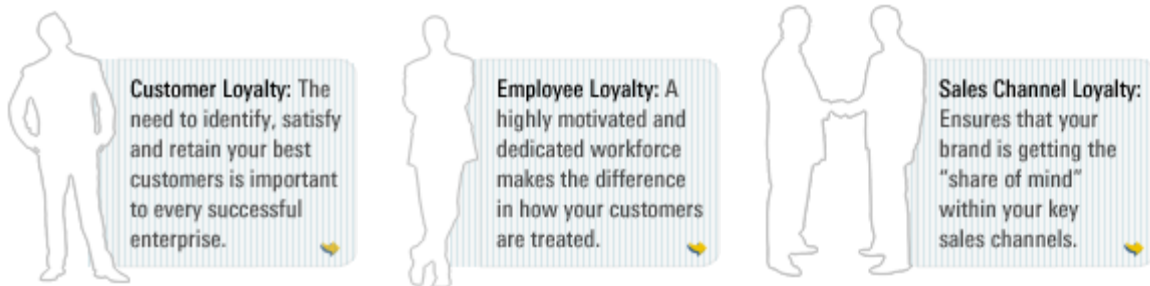 Customer Loyalty: The
need to identify, satisfy
and retain your best
customers is important
to every successful
enterprise.
Employee Loyalty: A
highly motivated and
dedicated workforce
makes the difference
in how your customers
are treated.
Sales Channel Loyalty:
Ensures that your
brand is getting the
“share of mind”
within your key
sales channels.